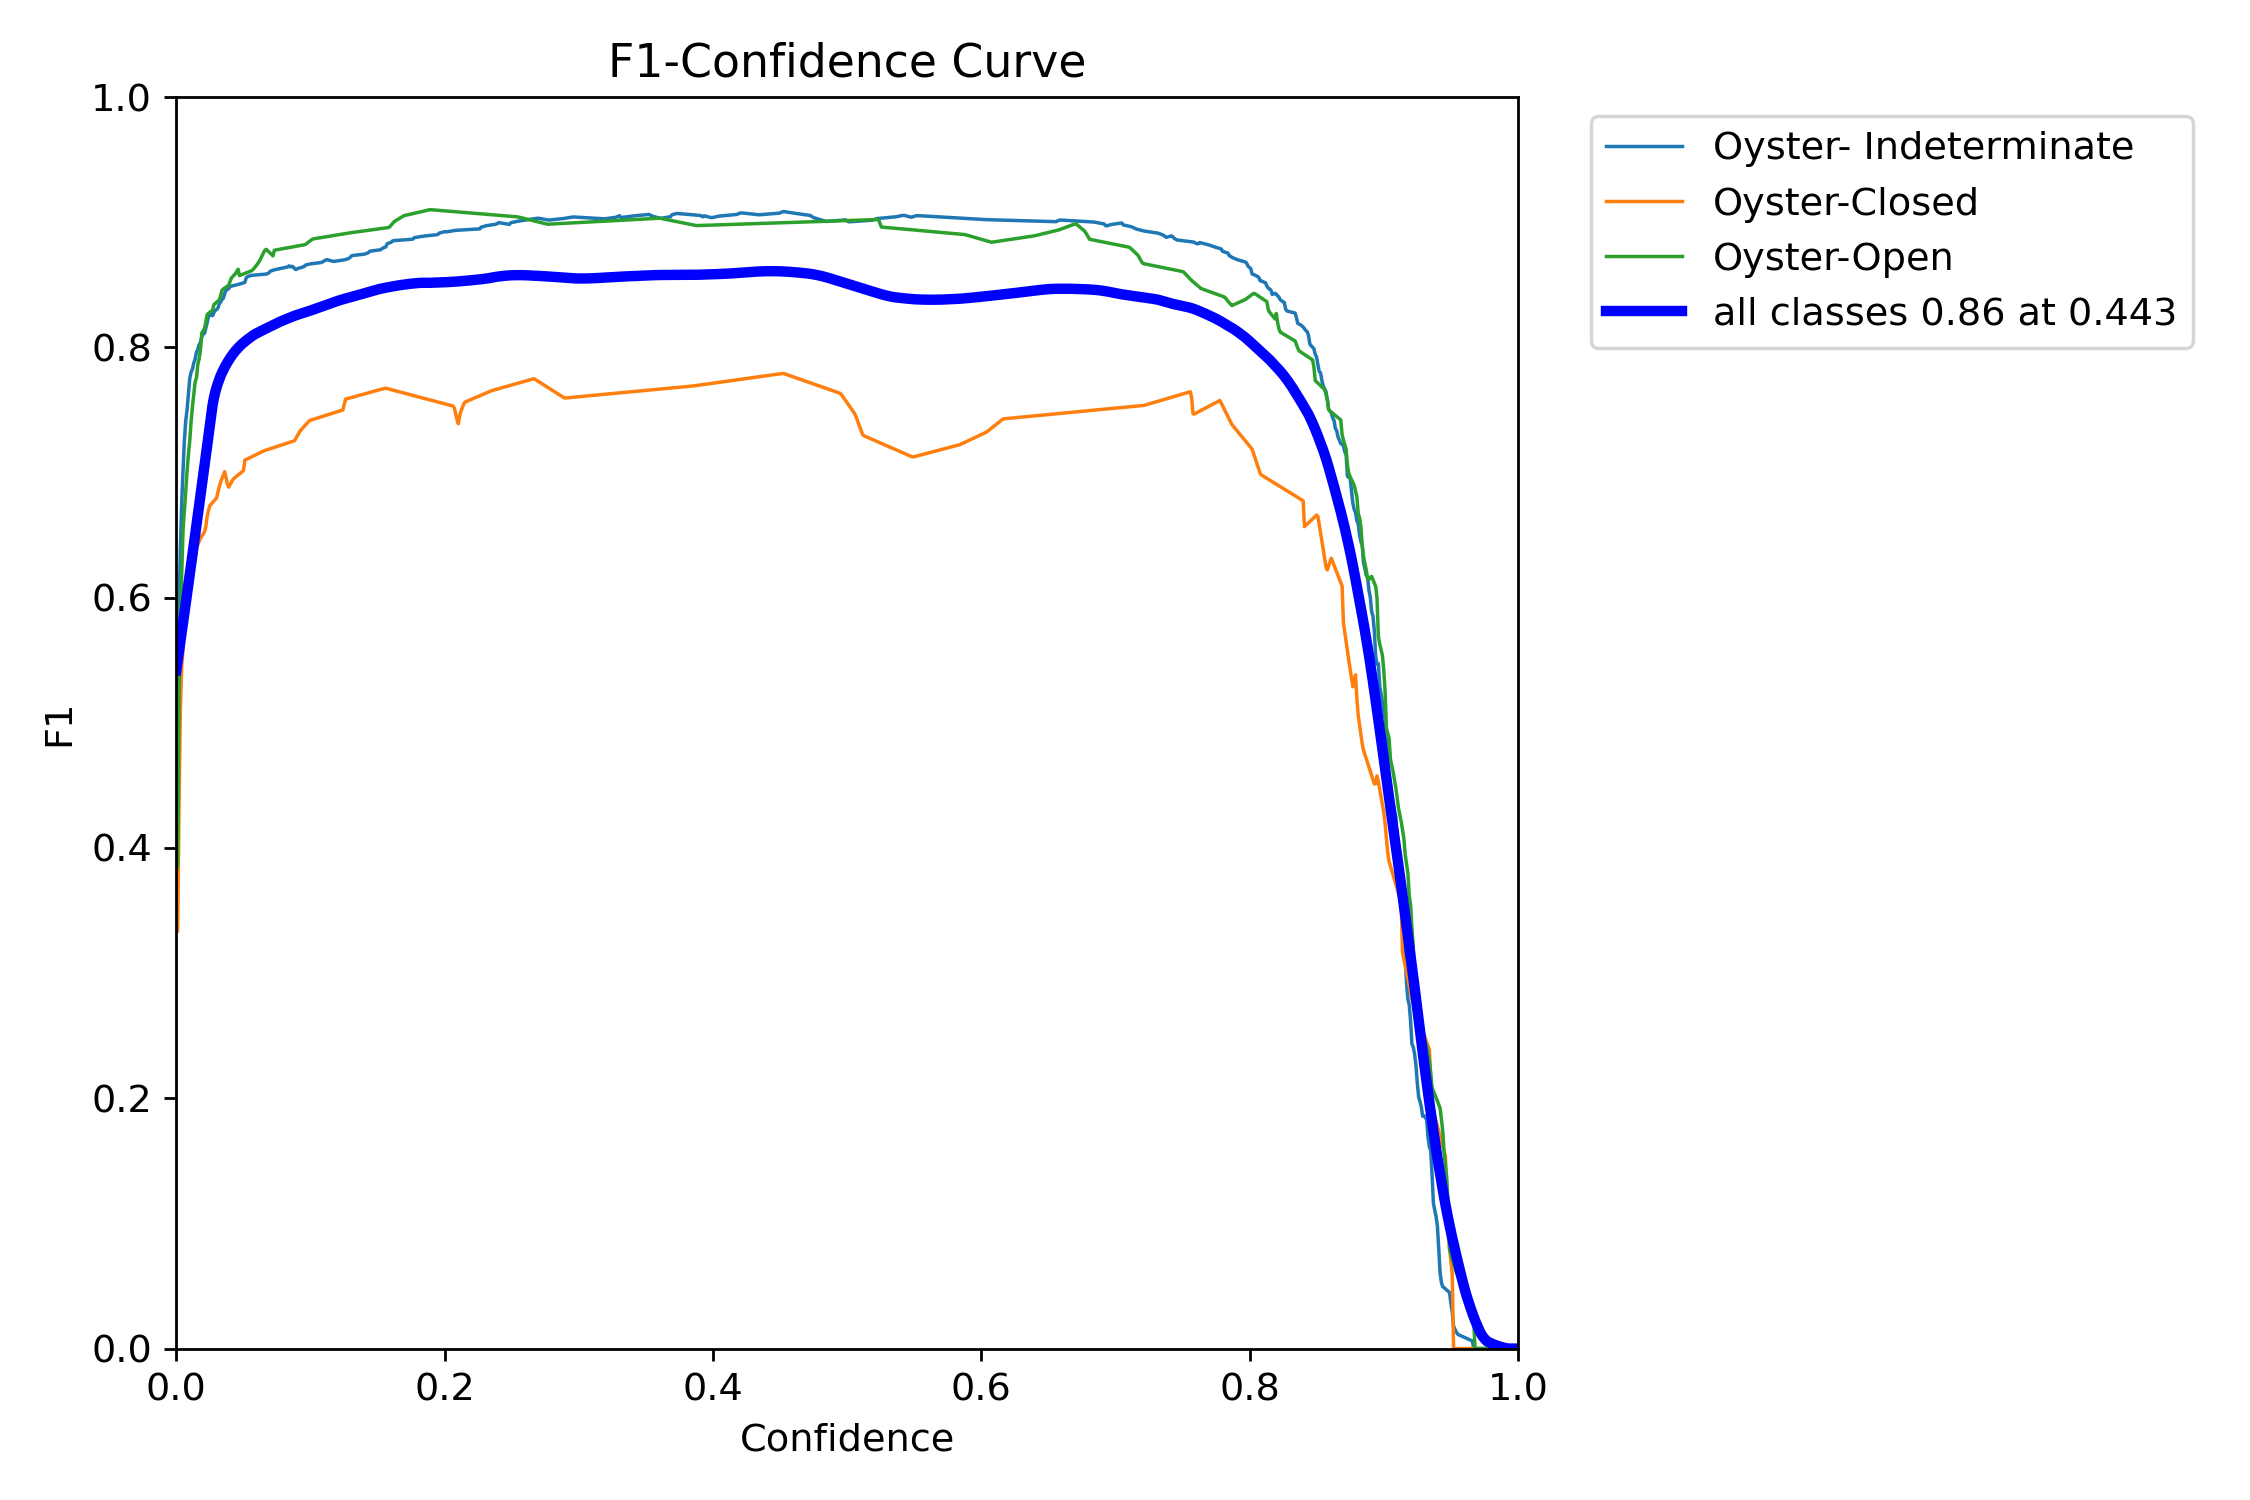 F1-Confidence Curve
1.0
0.8
0.6
0.4
0.2
0.0
F1
0.0 0.2 0.4 0.6 0.8 1.0
Confidence
Oyster- Indeterminate
Oyster-Closed
Oyster-Open
all classes 0.86 at 0.443